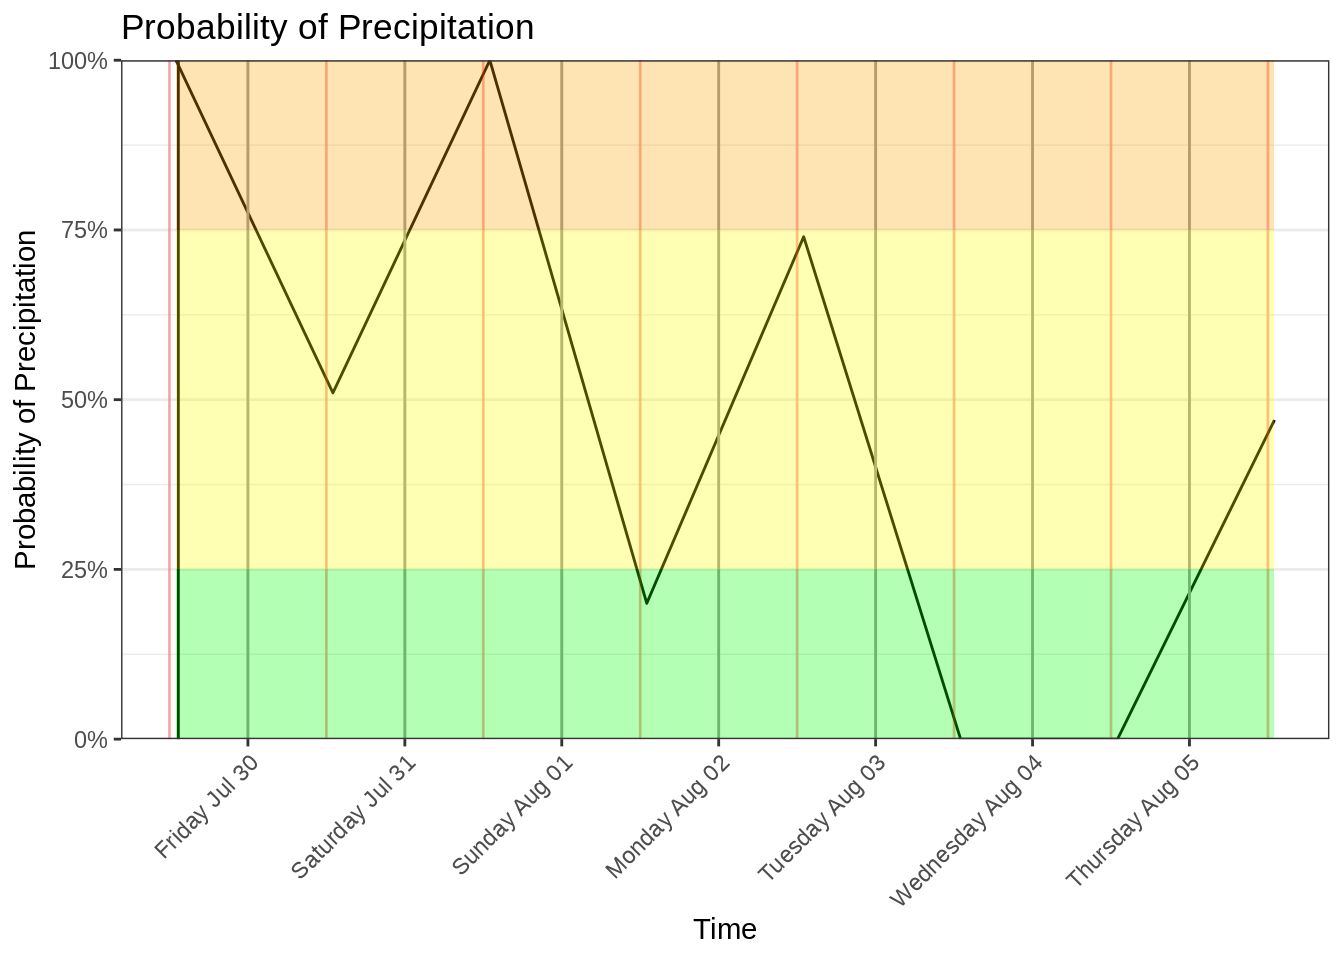 Probability of Precipitation
Probability of Precipitation
100%
75%
50%
25%
0%
Friday Jul 30
Saturday Jul 31
Sunday Aug 01
Monday Aug 02
Tuesday Aug 03
Wednesday Aug 04
Thursday Aug 05
Time